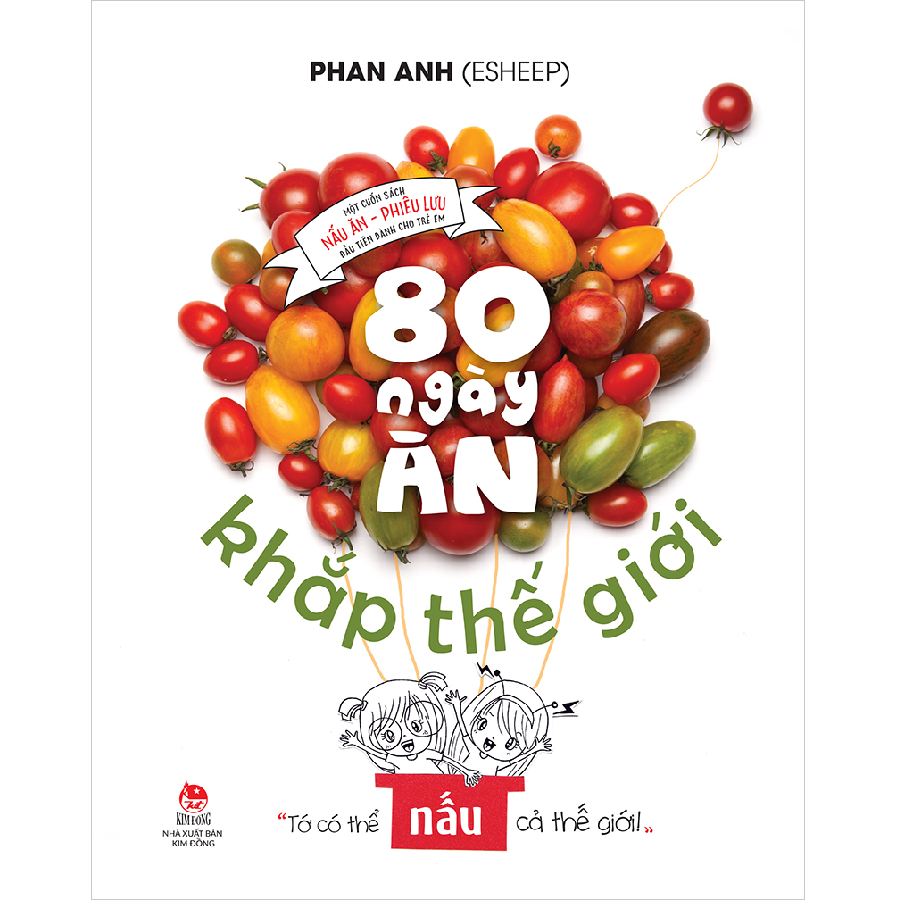 PHAN ANH (ESHEEP)
MỘT CUỐN SÁCH
NẤU ĂN - PHIÊU LƯU
ĐẦU TIÊN DÀNH CHO TRẺ EM
80
ngày
ĂN
khắp thế giới
"Tớ có thể nấu cả thế giới!"
KIM ĐỒNG
NHÀ XUẤT BẢN
KIM ĐỒNG